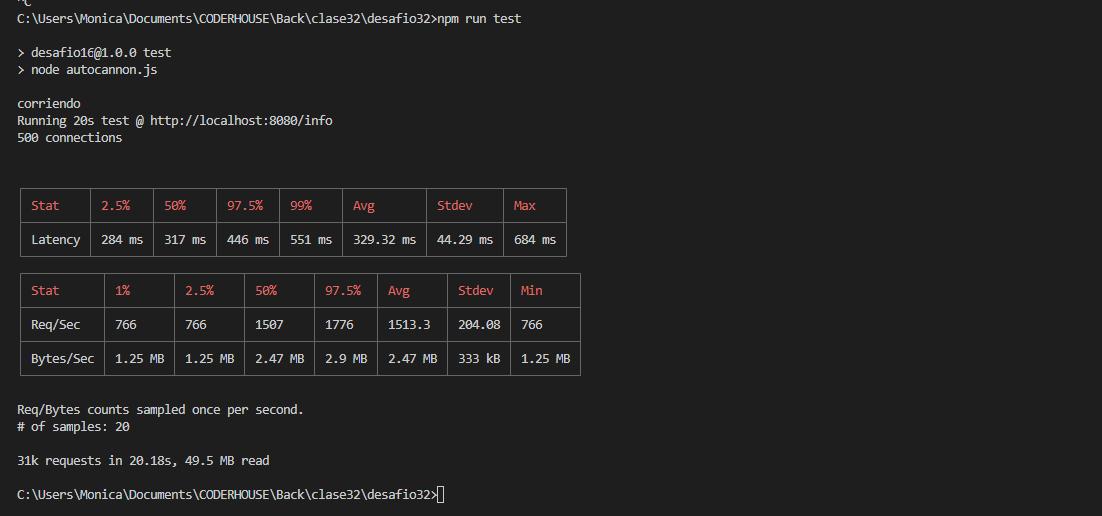 ^C
C:\Users\Monica\Documents\CODERHOUSE\Back\clase32\desafio32>npm run test
> desafio16@1.0.0 test
> node autocannon.js
corriendo
Running 20s test @ http://localhost:8080/info
500 connections
Stat 2.5% 50% 97.5% 99% Avg Stdev Max
Latency 284 ms 317 ms 446 ms 551 ms 329.32 ms 44.29 ms 684 ms
Stat 1% 2.5% 50% 97.5% Avg Stdev Min
Req/Sec 766 766 1507 1776 1513.3 204.08 766
Bytes/Sec 1.25 MB 1.25 MB 2.47 MB 2.9 MB 2.47 MB 333 kB 1.25 MB
Req/Bytes counts sampled once per second.
# of samples: 20
31k requests in 20.18s, 49.5 MB read
C:\Users\Monica\Documents\CODERHOUSE\Back\clase32\desafio32>